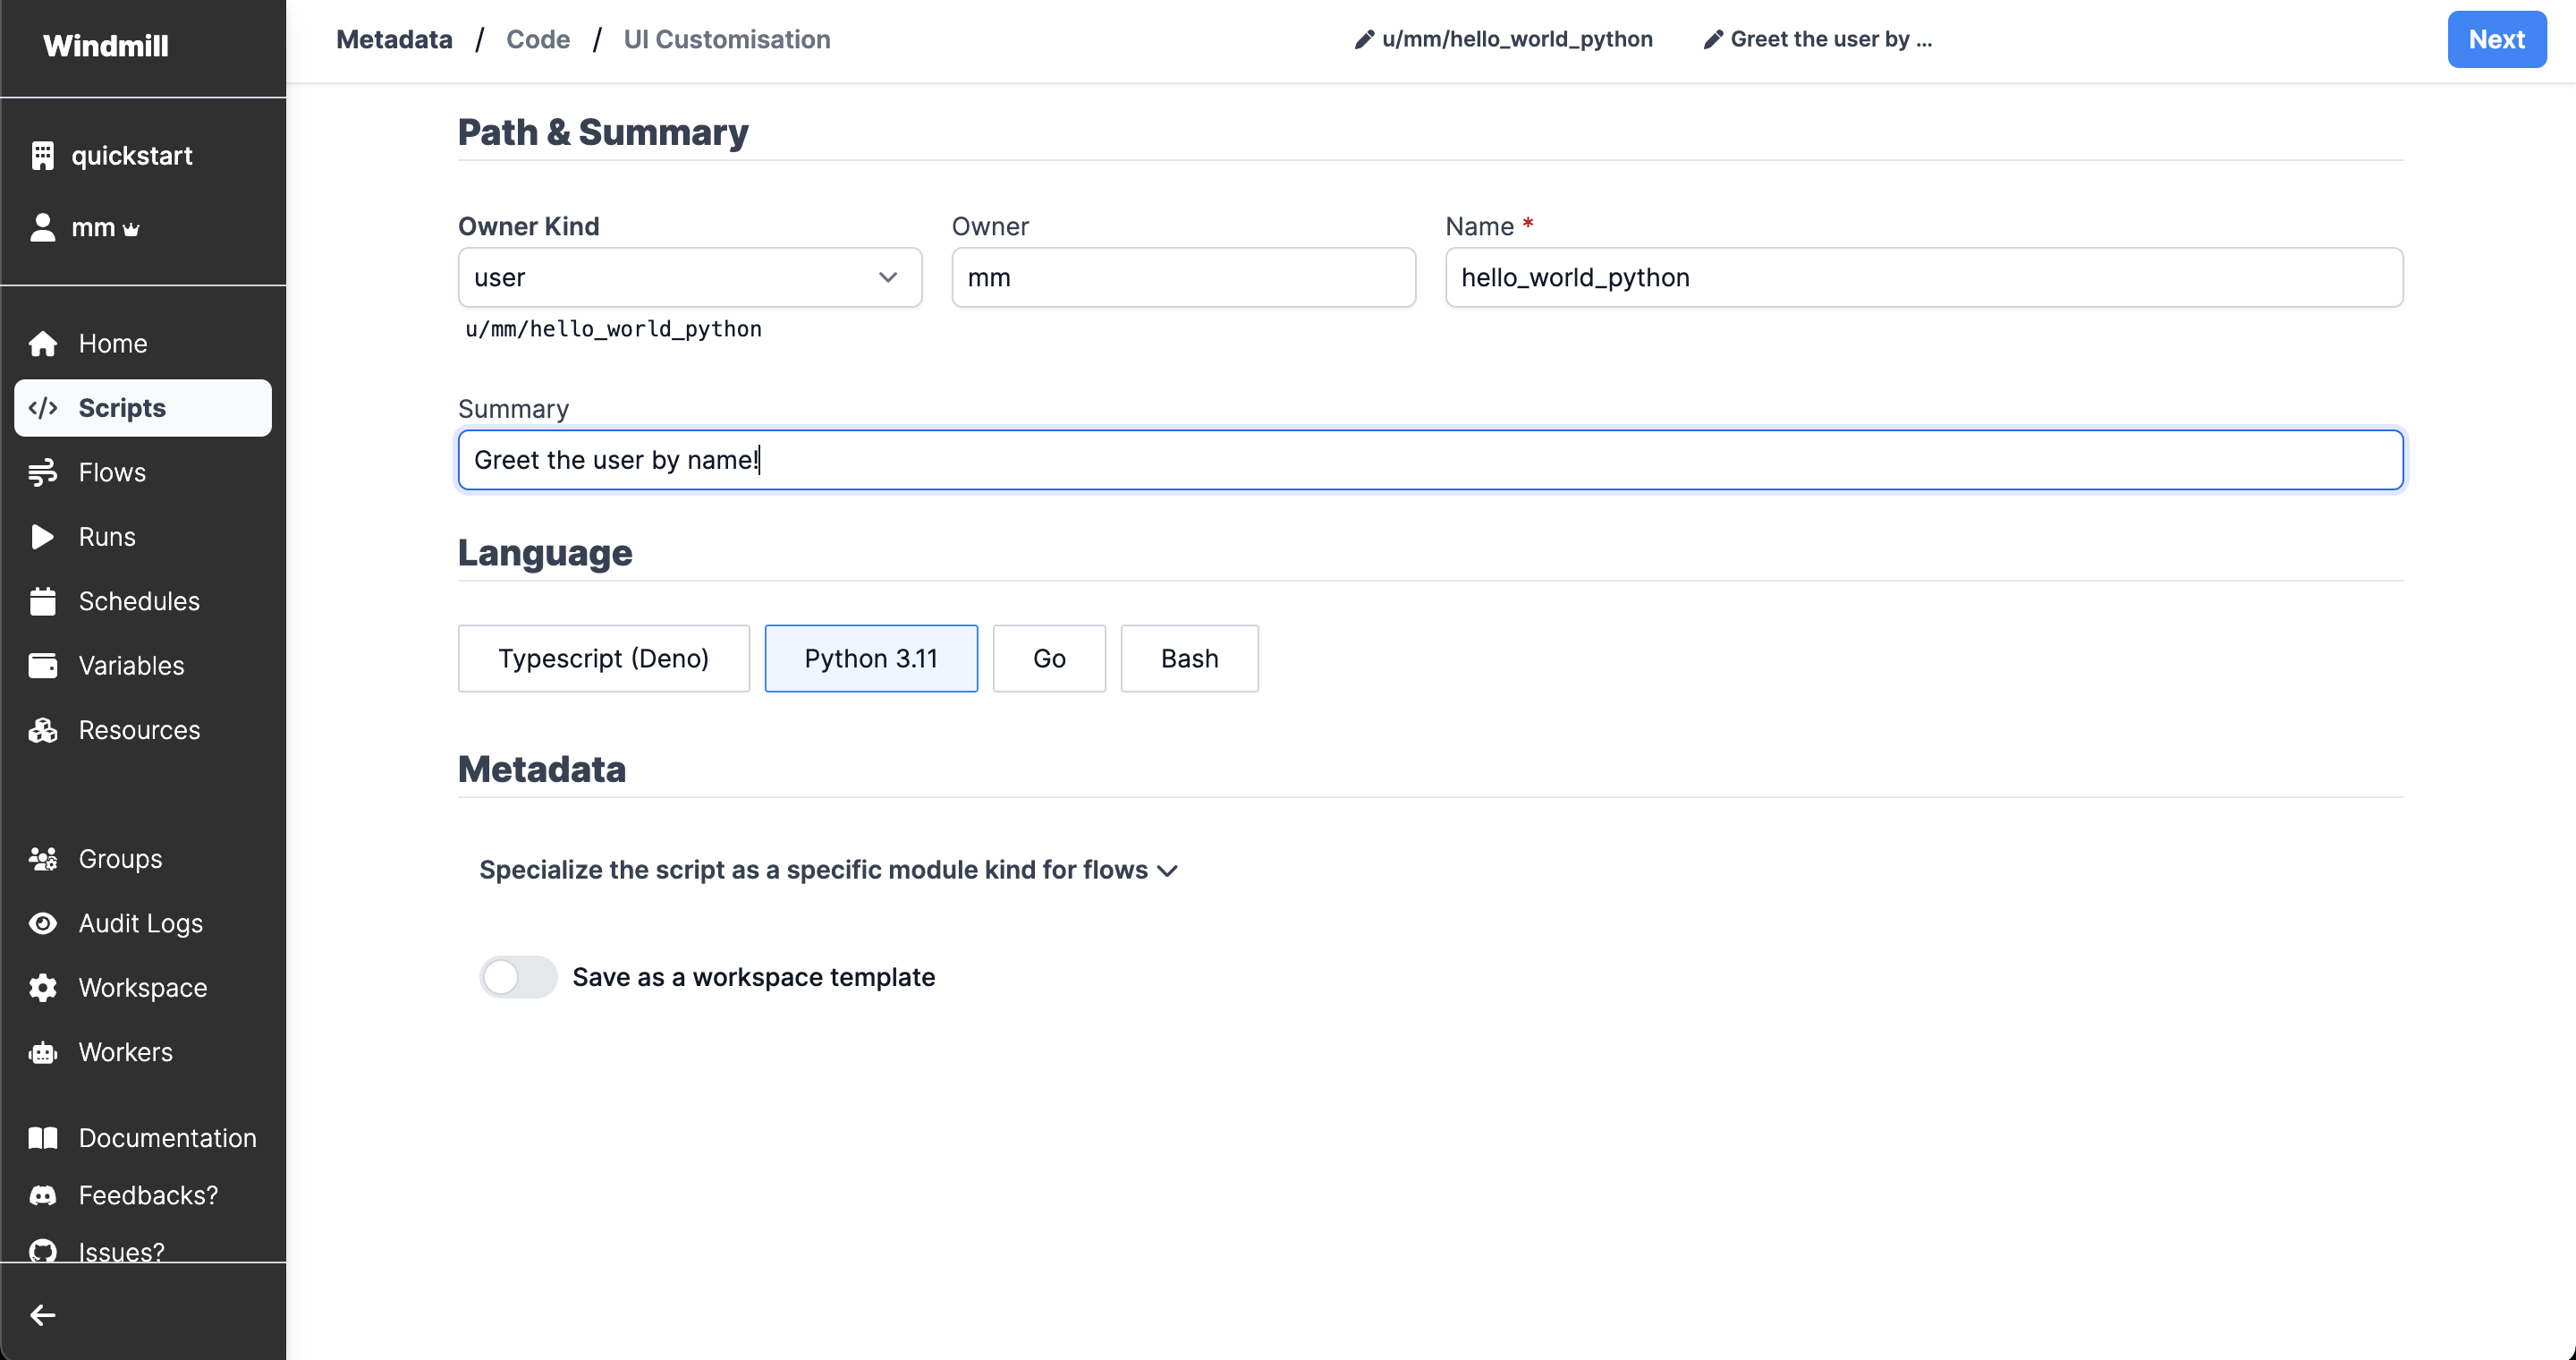 Windmill
quickstart
mm
Home
Scripts
Flows
Runs
Schedules
Variables
Resources
Groups
Audit Logs
Workspace
Workers
Documentation
Feedbacks?
Issues?
Metadata / Code / UI Customisation
u/mm/hello_world_python
Greet the user by ...
Next
Path & Summary
Owner Kind
Owner
Name *
user
mm
hello_world_python
u/mm/hello_world_python
Summary
Greet the user by name!
Language
Typescript (Deno)
Python 3.11
Go
Bash
Metadata
Specialize the script as a specific module kind for flows
Save as a workspace template